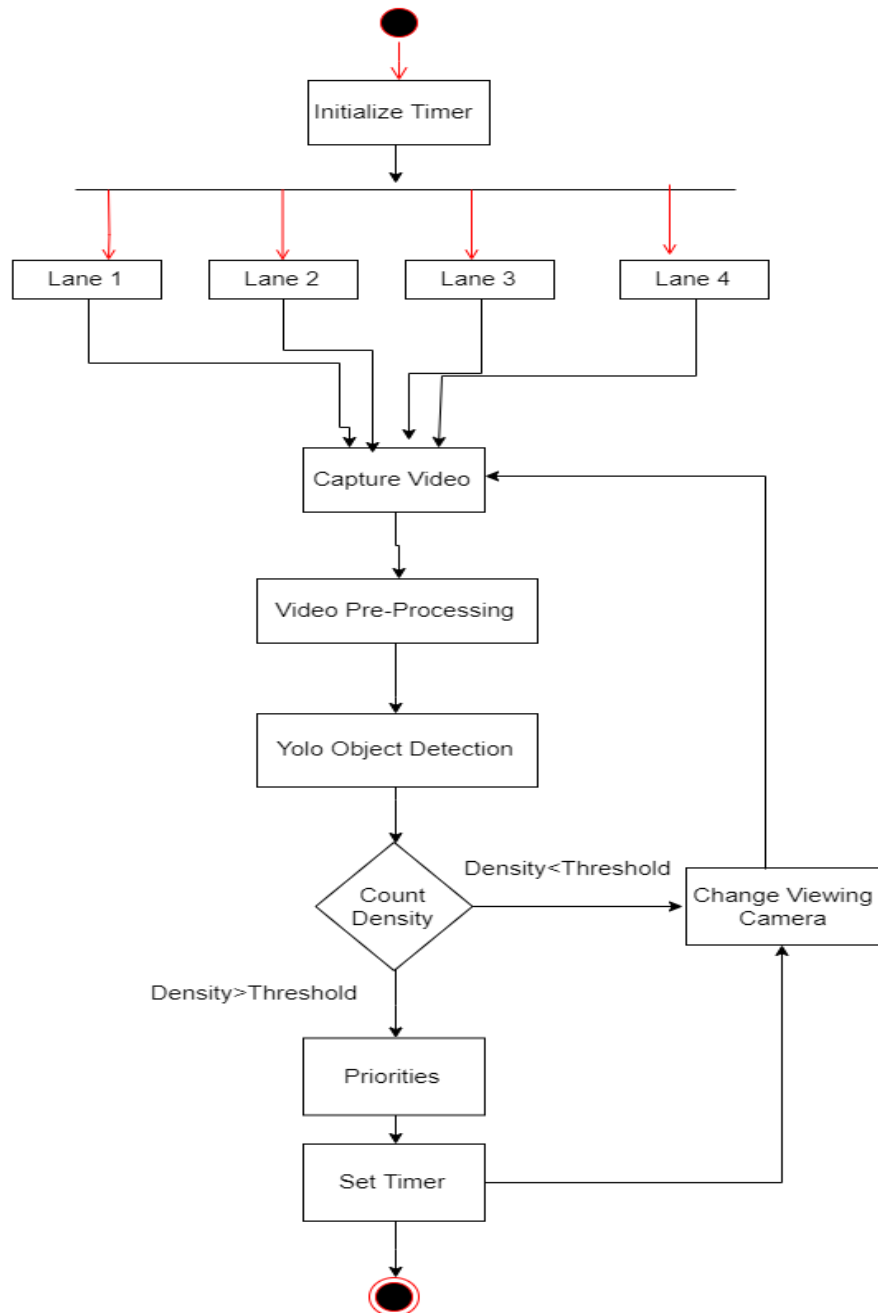 Initialize Timer
Lane 1
Lane 2
Lane 3
Lane 4
Capture Video
Video Pre-Processing
Yolo Object Detection
Count
Density
Density<Threshold
Change Viewing
Camera
Density>Threshold
Priorities
Set Timer